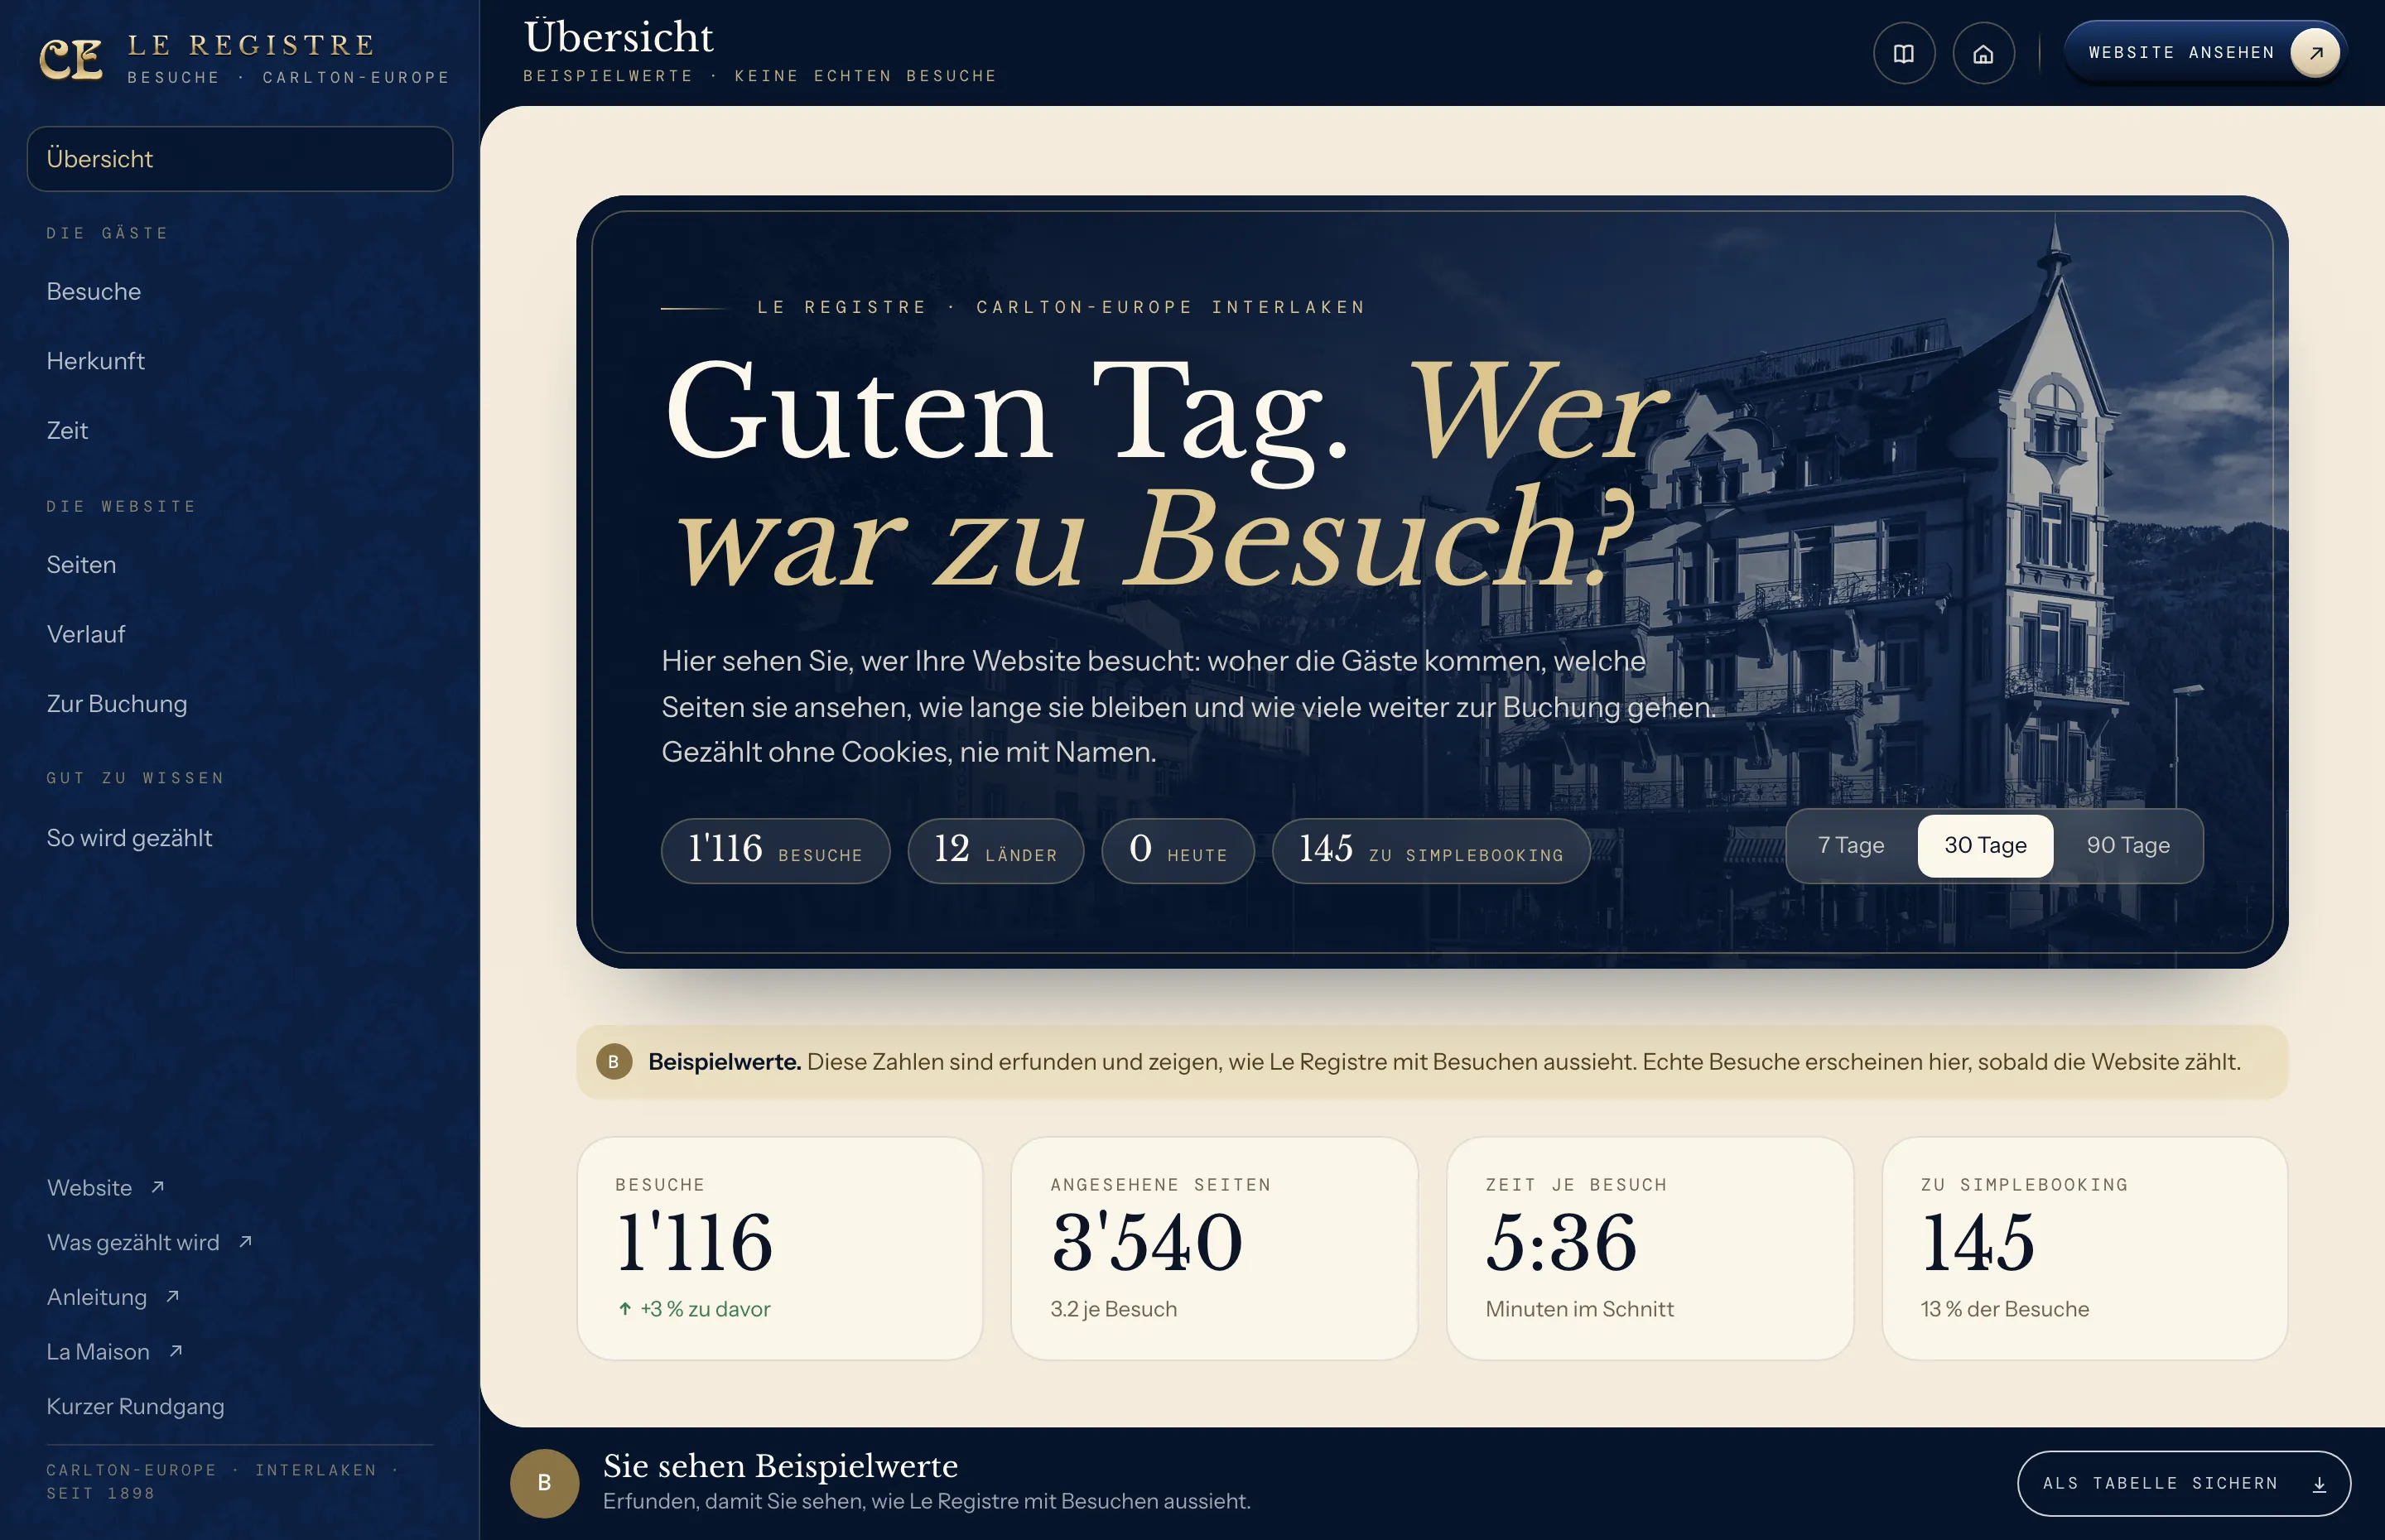 CE
LE REGISTRE
BESUCHE · CARLTON-EUROPE
Übersicht
DIE GÄSTE
Besuche
Herkunft
Zeit
DIE WEBSITE
Seiten
Verlauf
Zur Buchung
GUT ZU WISSEN
So wird gezählt
Website
Was gezählt wird
Anleitung
La Maison
Kurzer Rundgang
CARLTON-EUROPE · INTERLAKEN ·
SEIT 1898
Übersicht
BEISPIELWERTE · KEINE ECHTEN BESUCHE
WEBSITE ANSEHEN
LE REGISTRE · CARLTON-EUROPE INTERLAKEN
Guten Tag. Wer
war zu Besuch?
Hier sehen Sie, wer Ihre Website besucht: woher die Gäste kommen, welche
Seiten sie ansehen, wie lange sie bleiben und wie viele weiter zur Buchung gehen.
Gezählt ohne Cookies, nie mit Namen.
1'116 BESUCHE
12 LÄNDER
0 HEUTE
145 ZU SIMPLEBOOKING
7 Tage
30 Tage
90 Tage
B Beispielwerte. Diese Zahlen sind erfunden und zeigen, wie Le Registre mit Besuchen aussieht. Echte Besuche erscheinen hier, sobald die Website zählt.
BESUCHE
1'116
+3 % zu davor
ANGESEHENE SEITEN
3'540
3.2 je Besuch
ZEIT JE BESUCH
5:36
Minuten im Schnitt
ZU SIMPLEBOOKING
145
13 % der Besuche
B
Sie sehen Beispielwerte
Erfunden, damit Sie sehen, wie Le Registre mit Besuchen aussieht.
ALS TABELLE SICHERN